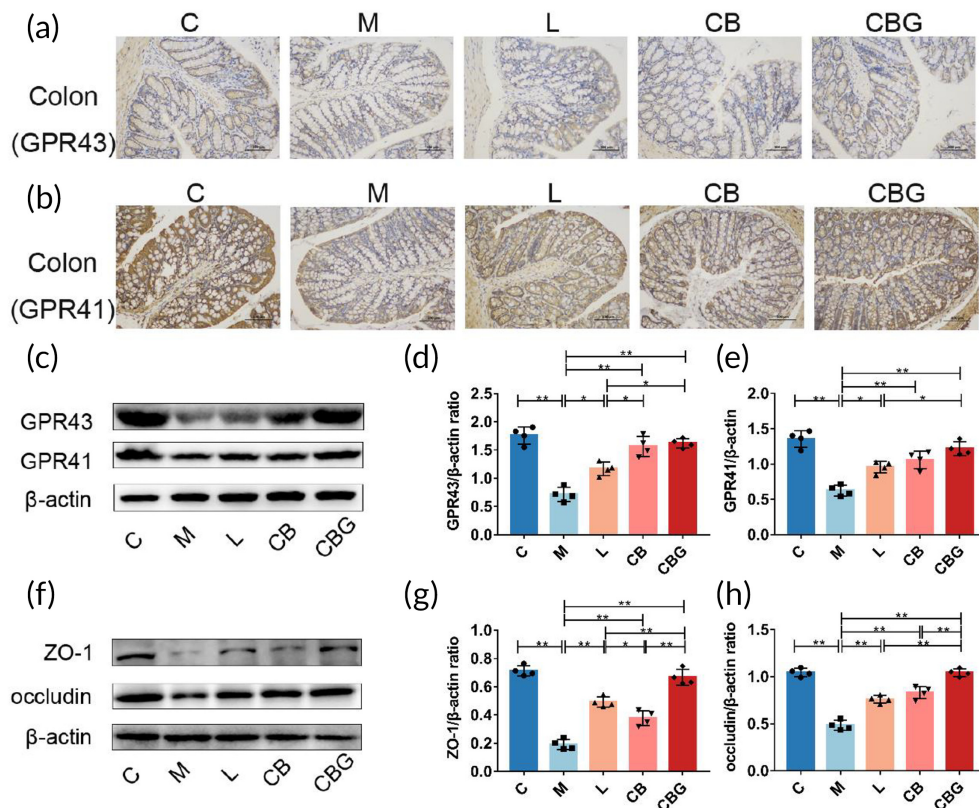 (a)
C M L CB CBG
Colon
(GPR43)
(b)
C M L CB CBG
Colon
(GPR41)
(c)
GPR43
GPR41
β-actin
C M L CB CBG
(d)
** 
**
*
** * *
GPR43/β-actin ratio
2.5
2.0
1.5
1.0
0.5
0.0
C M L CB CBG
(e)
**
**
** * *
GPR41/β-actin
2.0
1.5
1.0
0.5
0.0
C M L CB CBG
(f)
ZO-1
occludin
β-actin
C M L CB CBG
(g)
**
**
**
** ** * **
ZO-1/β-actin ratio
1.0
0.8
0.6
0.4
0.2
0.0
C M L CB CBG
(h)
**
** **
** ** **
occludin/β-actin ratio
1.5
1.0
0.5
0.0
C M L CB CBG